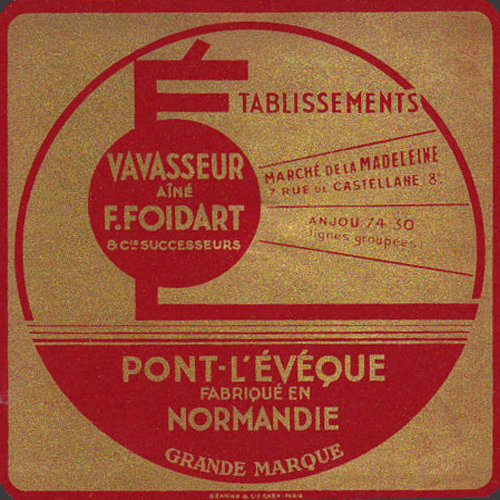 ÉTABLISSEMENTS
VAVASSEUR
AÎNÉ
F. FOIDART
& CIE SUCCESSEURS
MARCHÉ DE LA MADELEINE
7 RUE DE CASTELLANE 8e
ANJOU 74-30
lignes groupées
PONT-L'ÉVÉQUE
FABRIQUÉ EN
NORMANDIE
GRANDE MARQUE